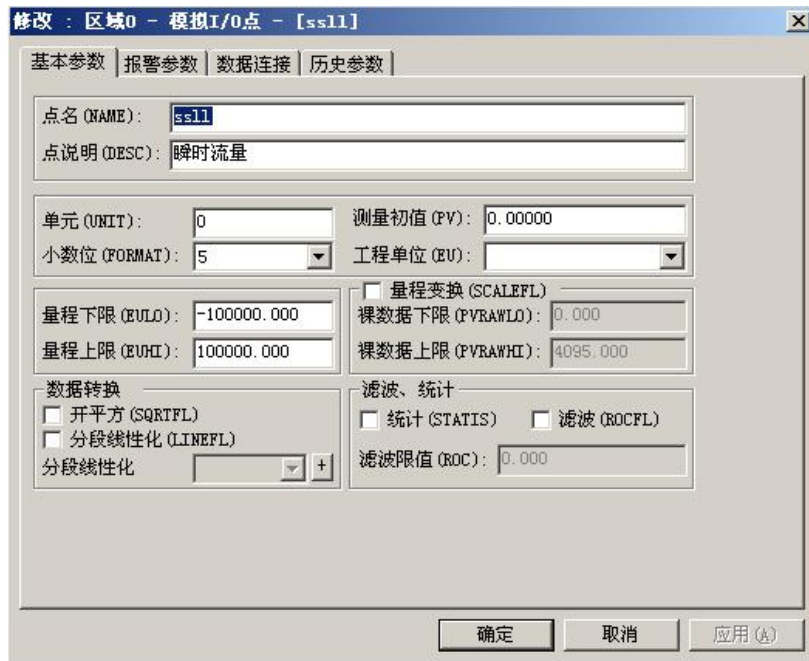 修改 : 区域0 - 模拟I/O点 - [ssll]
基本参数 报警参数 数据连接 历史参数
点名(NAME): ssll
点说明(DESC): 瞬时流量
单元(UNIT): 0 测量初值(PV): 0.00000
小数位(FORMAT): 5 工程单位(EU):
量程变换(SCALEFL)
量程下限(EULO): -100000.000 裸数据下限(PVRAWLO): 0.000
量程上限(EUHI): 100000.000 裸数据上限(PVRAWHI): 4095.000
数据转换 滤波、统计
开平方(SQRTFL) 统计(STATIS) 滤波(ROCFL)
分段线性化(LINEFL)
分段线性化 + 滤波限值(ROC): 0.000
确定 取消 应用(A)